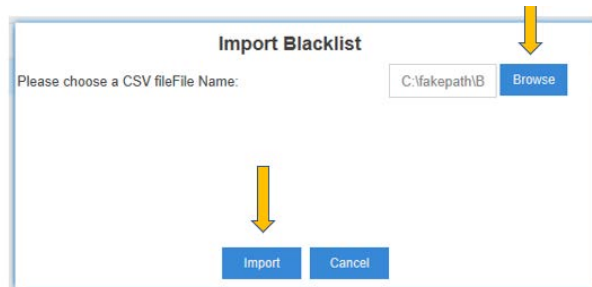 Import Blacklist
Please choose a CSV fileFile Name: C:\fakepath\B Browse
Import Cancel